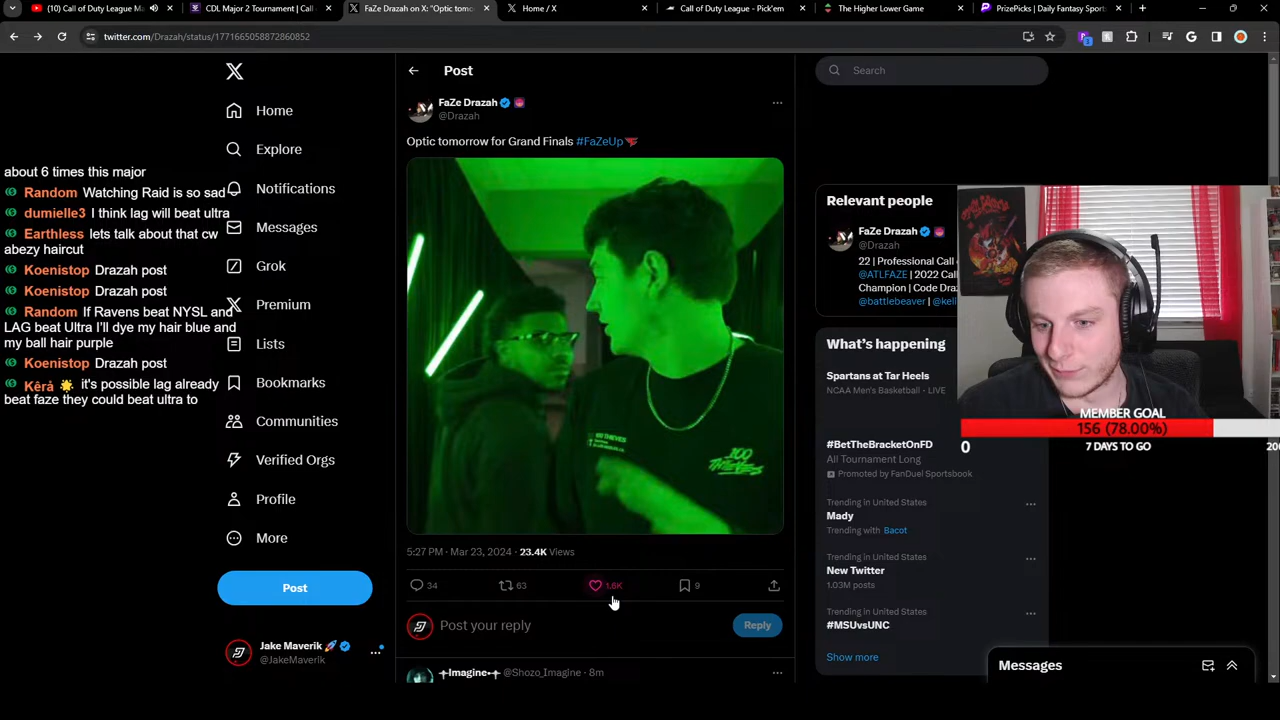 (10) Call of Duty League Ma
CDL Major 2 Tournament | Call
FaZe Drazah on X: "Optic tomo
Home / X
Call of Duty League - Pick'em
The Higher Lower Game
PrizePicks | Daily Fantasy Sport
twitter.com/Drazah/status/1771665058872860852
Home
Explore
Notifications
Messages
Grok
Premium
Lists
Bookmarks
Communities
Verified Orgs
Profile
More
Post
Jake Maverik 🚀
@JakeMaverik
about 6 times this major
Random Watching Raid is so sad
dumielle3 I think lag will beat ultra
Earthless lets talk about that cw
abezy haircut
Koenistop Drazah post
Koenistop Drazah post
Random If Ravens beat NYSL and
LAG beat Ultra I'll dye my hair blue and
my ball hair purple
Koenistop Drazah post
Kêrå 🌟 it's possible lag already
beat faze they could beat ultra to
Post
FaZe Drazah
@Drazah
Optic tomorrow for Grand Finals #FaZeUp
100 THIEVES
100
THIEVES
5:27 PM · Mar 23, 2024 · 23.4K Views
34
63
1.6K
9
Post your reply
Reply
Imagine @Shozo_Imagine · 8m
Search
Relevant people
FaZe Drazah
@Drazah
22 | Professional Call
@ATLFAZE | 2022 Call
Champion | Code Draz
@battlebeaver | @keli
What's happening
Spartans at Tar Heels
NCAA Men's Basketball · LIVE
#BetTheBracketOnFD
All Tournament Long
Promoted by FanDuel Sportsbook
Trending in United States
Mady
Trending with Bacot
Trending in United States
New Twitter
1.03M posts
Trending in United States
#MSUvsUNC
Show more
MEMBER GOAL
156 (78.00%)
0
200
7 DAYS TO GO
Messages